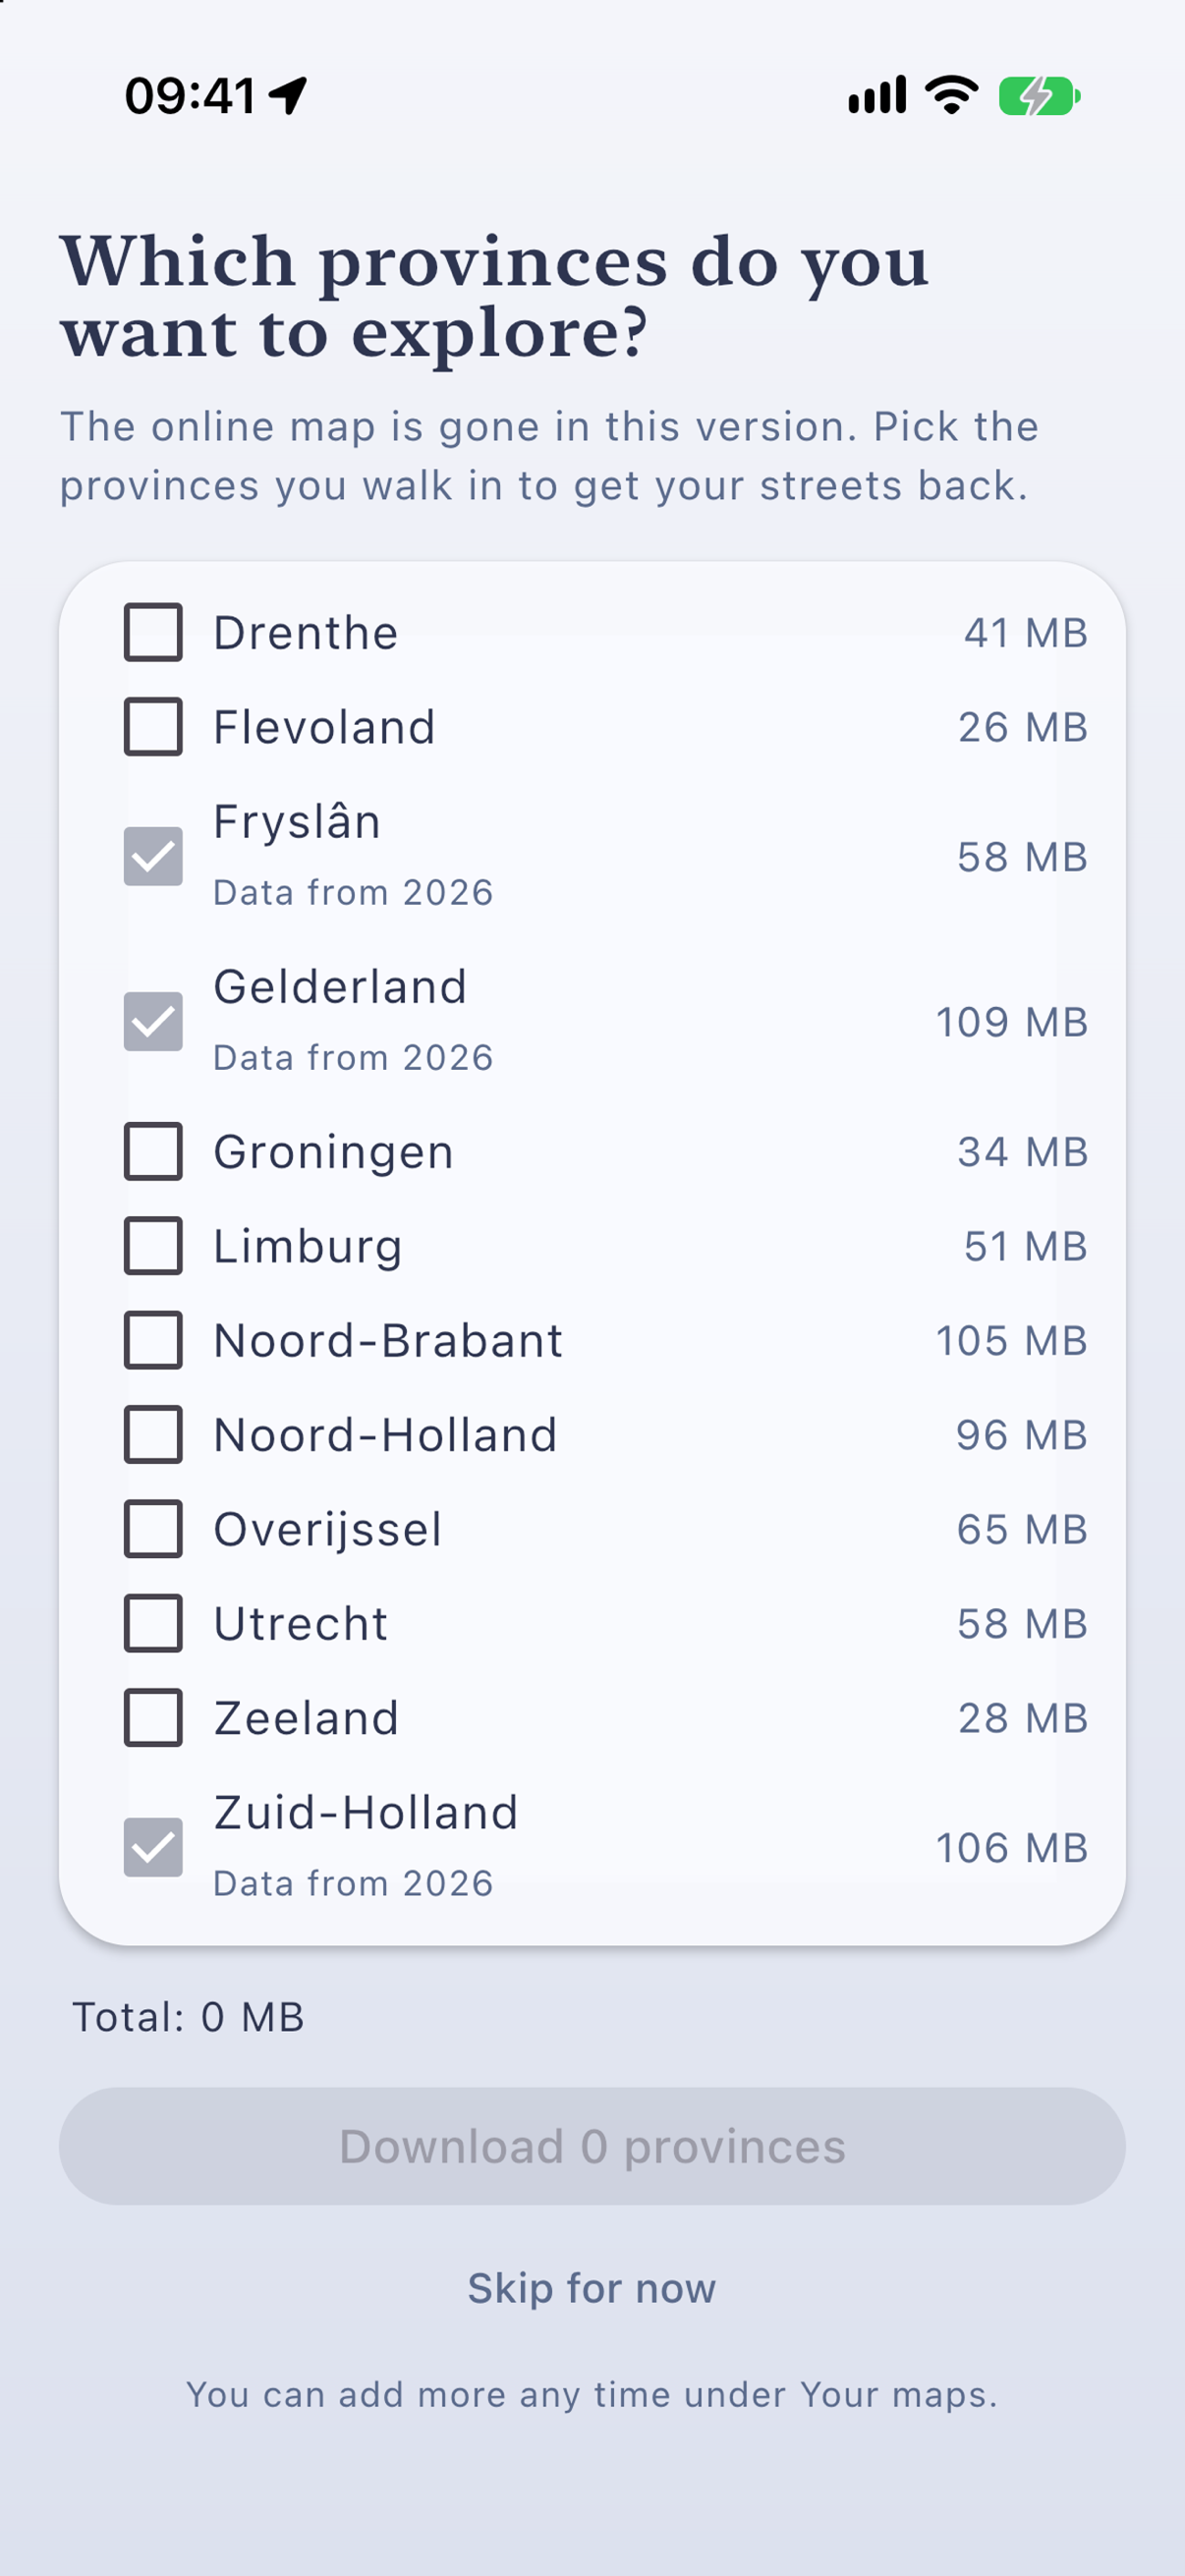 09:41
Which provinces do you
want to explore?
The online map is gone in this version. Pick the
provinces you walk in to get your streets back.
Drenthe 41 MB
Flevoland 26 MB
Fryslân
Data from 2026
58 MB
Gelderland
Data from 2026
109 MB
Groningen 34 MB
Limburg 51 MB
Noord-Brabant 105 MB
Noord-Holland 96 MB
Overijssel 65 MB
Utrecht 58 MB
Zeeland 28 MB
Zuid-Holland
Data from 2026
106 MB
Total: 0 MB
Download 0 provinces
Skip for now
You can add more any time under Your maps.